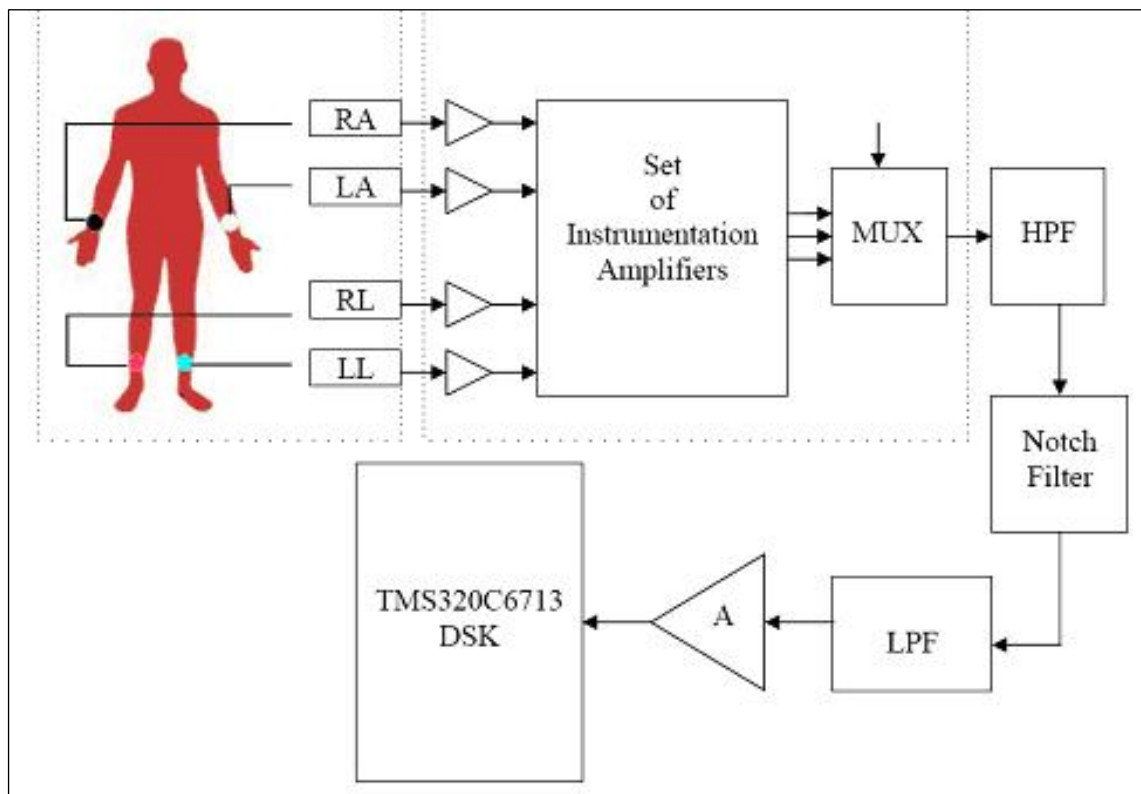 RA
LA
RL
LL
Set
of
Instrumentation
Amplifiers
MUX
HPF
Notch
Filter
LPF
A
TMS320C6713
DSK